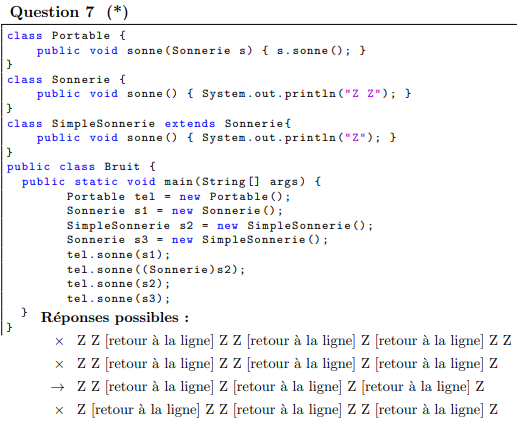 Question 7 (*)
class Portable {
    public void sonne(Sonnerie s) { s.sonne(); }
}
class Sonnerie {
    public void sonne() { System.out.println("Z Z"); }
}
class SimpleSonnerie extends Sonnerie{
    public void sonne() { System.out.println("Z"); }
}
public class Bruit {
  public static void main(String[] args) {
        Portable tel = new Portable();
        Sonnerie s1 = new Sonnerie();
        SimpleSonnerie s2 = new SimpleSonnerie();
        Sonnerie s3 = new SimpleSonnerie();
        tel.sonne(s1);
        tel.sonne((Sonnerie)s2);
        tel.sonne(s2);
        tel.sonne(s3);
  }
Réponses possibles :
}
× Z Z [retour à la ligne] Z Z [retour à la ligne] Z [retour à la ligne] Z Z
× Z Z [retour à la ligne] Z Z [retour à la ligne] Z [retour à la ligne] Z
→ Z Z [retour à la ligne] Z [retour à la ligne] Z [retour à la ligne] Z
× Z [retour à la ligne] Z Z [retour à la ligne] Z Z [retour à la ligne] Z